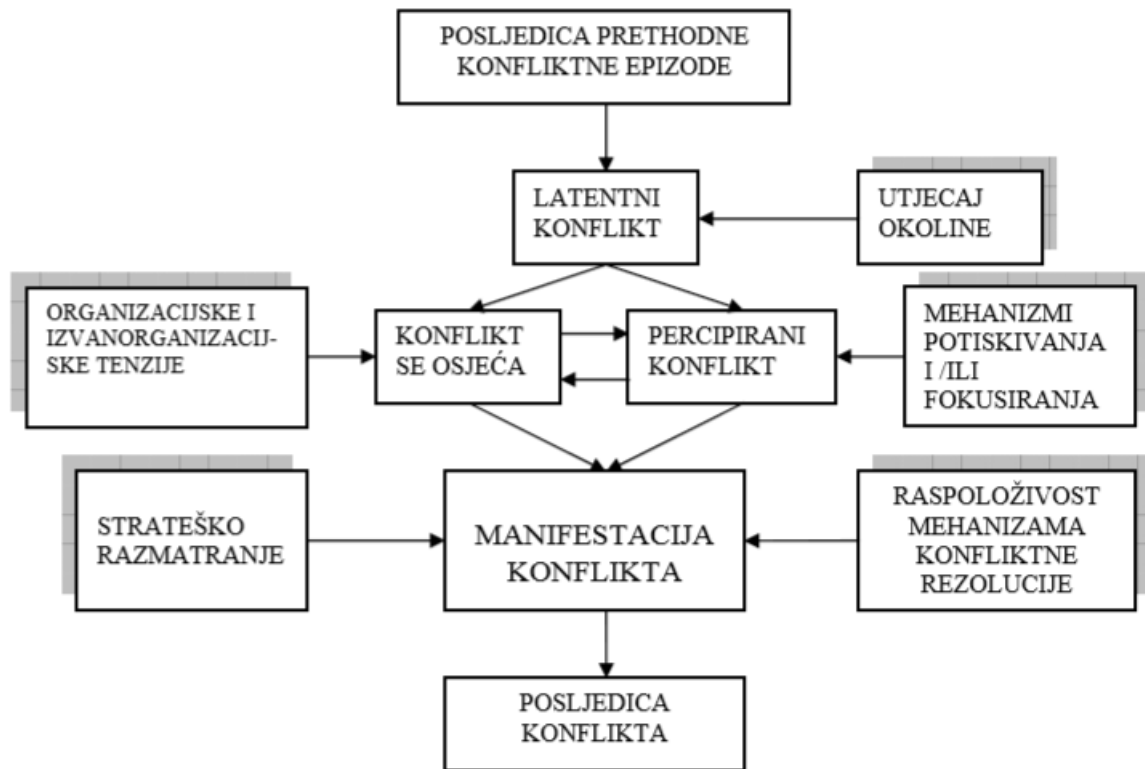 POSLJEDICA PRETHODNE
KONFLIKTNE EPIZODE
LATENTNI
KONFLIKT
UTJECAJ
OKOLINE
ORGANIZACIJSKE I
IZVANORGANIZACIJ-
SKE TENZIJE
KONFLIKT
SE OSJEĆA
PERCIPIRANI
KONFLIKT
MEHANIZMI
POTISKIVANJA
I /ILI
FOKUSIRANJA
STRATEŠKO
RAZMATRANJE
MANIFESTACIJA
KONFLIKTA
RASPOLOŽIVOST
MEHANIZAMA
KONFLIKTNE
REZOLUCIJE
POSLJEDICA
KONFLIKTA